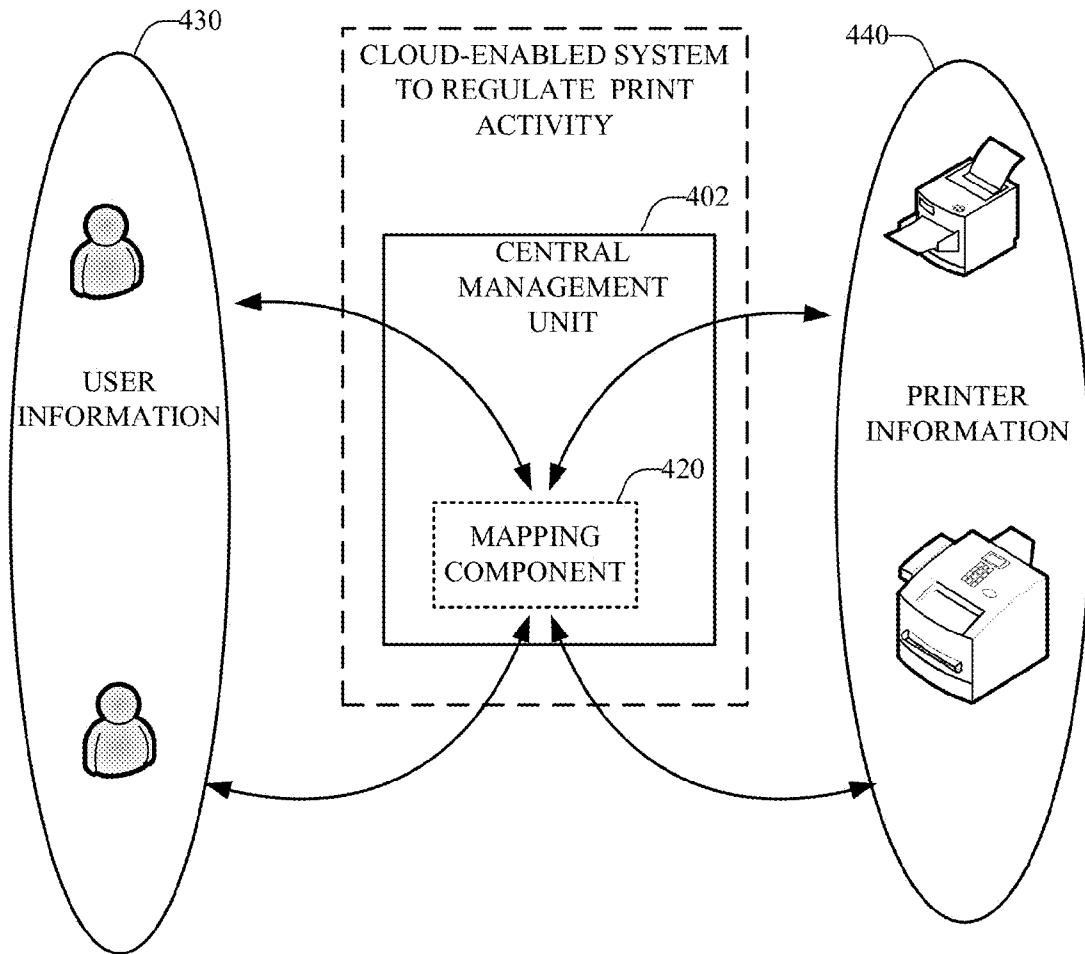 430
CLOUD-ENABLED SYSTEM
TO REGULATE PRINT
ACTIVITY
440
402
CENTRAL
MANAGEMENT
UNIT
USER
INFORMATION
PRINTER
INFORMATION
420
MAPPING
COMPONENT